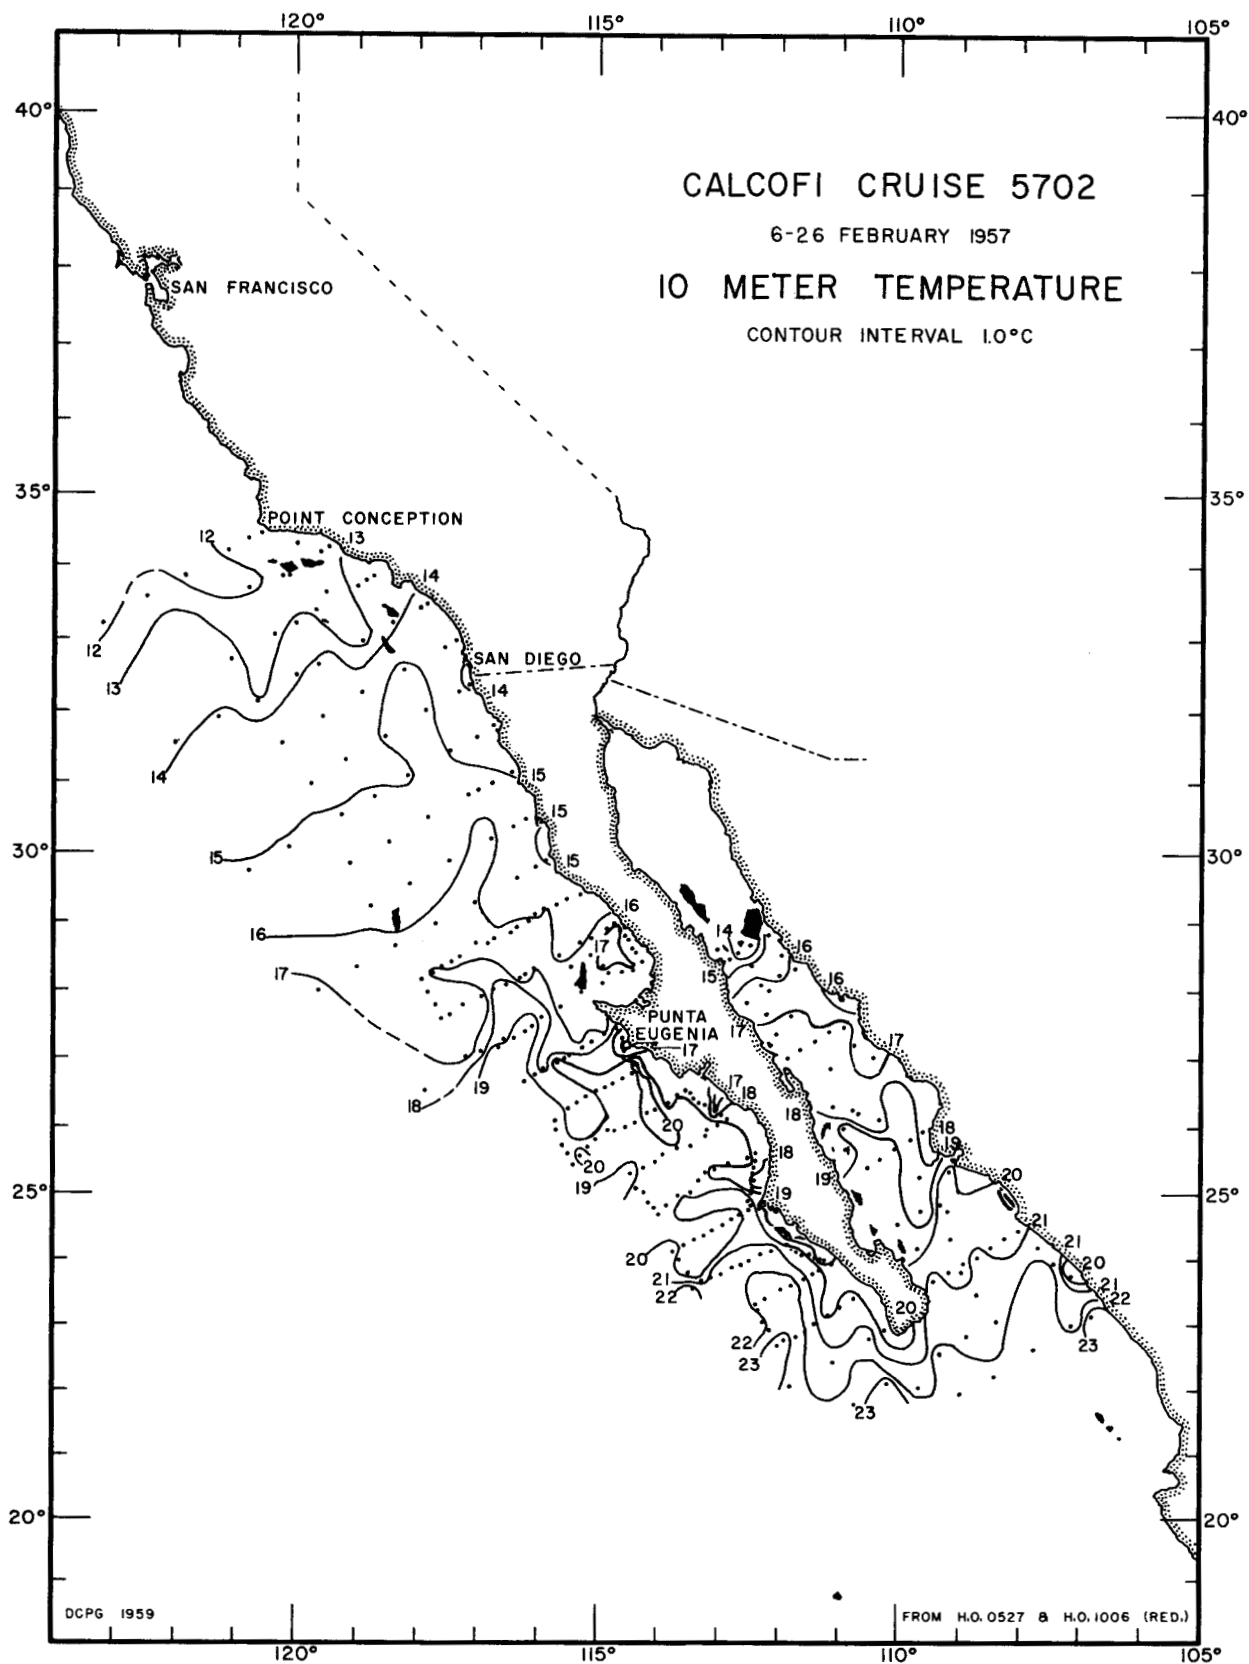 120° 115° 110° 105°
40° 40°
CALCOFI CRUISE 5702
6-26 FEBRUARY 1957
10 METER TEMPERATURE
CONTOUR INTERVAL 1.0°C
SAN FRANCISCO
35° 35°
POINT CONCEPTION
12 13
14
12
SAN DIEGO
13 14
14 15
15
15 15
30° 30°
16
16 14 16
17 17 15 16
PUNTA
EUGENIA 17
17 17
19 17
18 18 18
20 18
19
18
20 19 20
19 19
25° 25°
21
21
20 20
21 21
22 22
20
22 23
23
23
20° 20°
DCPG 1959
FROM H.O. 0527 & H.O. 1006 (RED.)
120° 115° 110° 105°